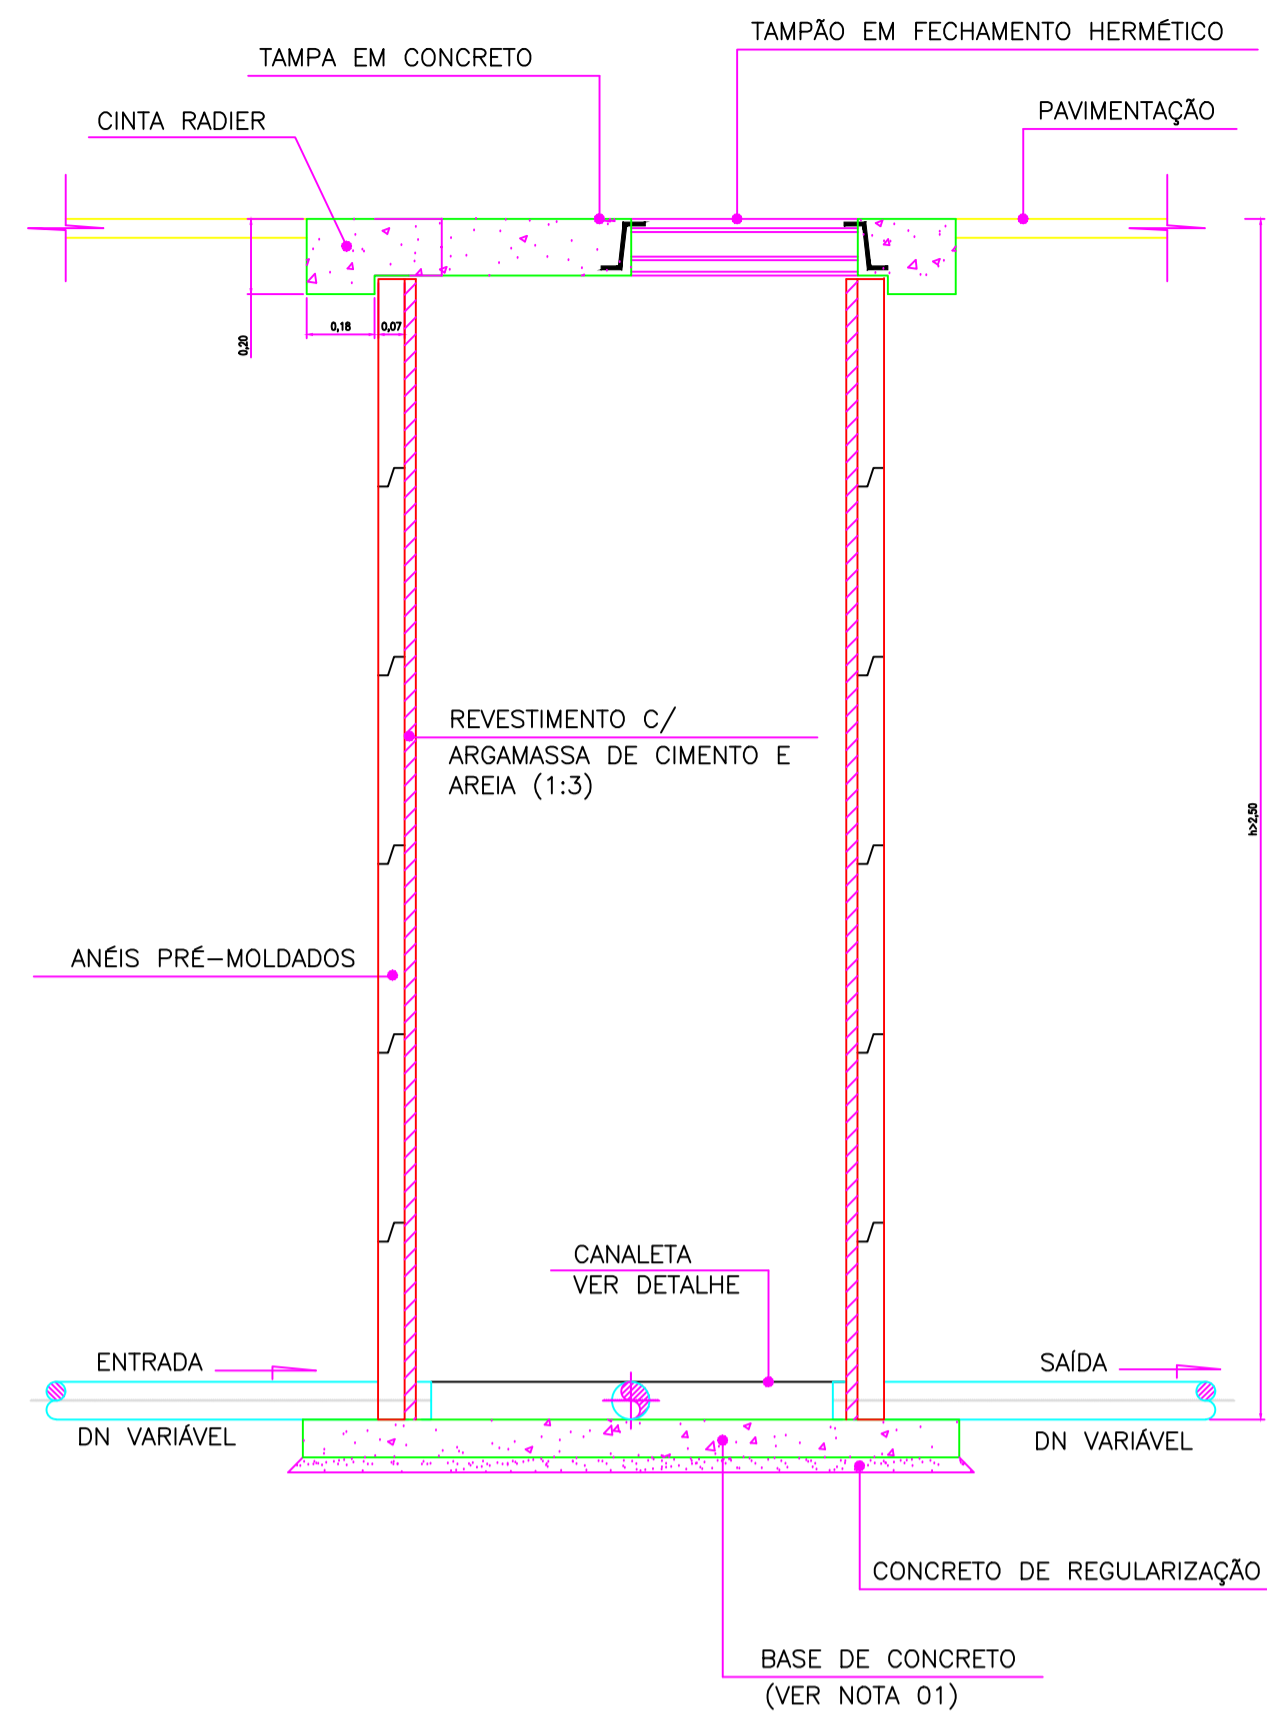 TAMPÃO EM FECHAMENTO HERMÉTICO
TAMPA EM CONCRETO
PAVIMENTAÇÃO
CINTA RADIER
0,18
0,07
0,20
REVESTIMENTO C/
ARGAMASSA DE CIMENTO E
AREIA (1:3)
h>2,50
ANÉIS PRÉ-MOLDADOS
CANALETA
VER DETALHE
ENTRADA
SAÍDA
DN VARIÁVEL
DN VARIÁVEL
CONCRETO DE REGULARIZAÇÃO
BASE DE CONCRETO
(VER NOTA 01)